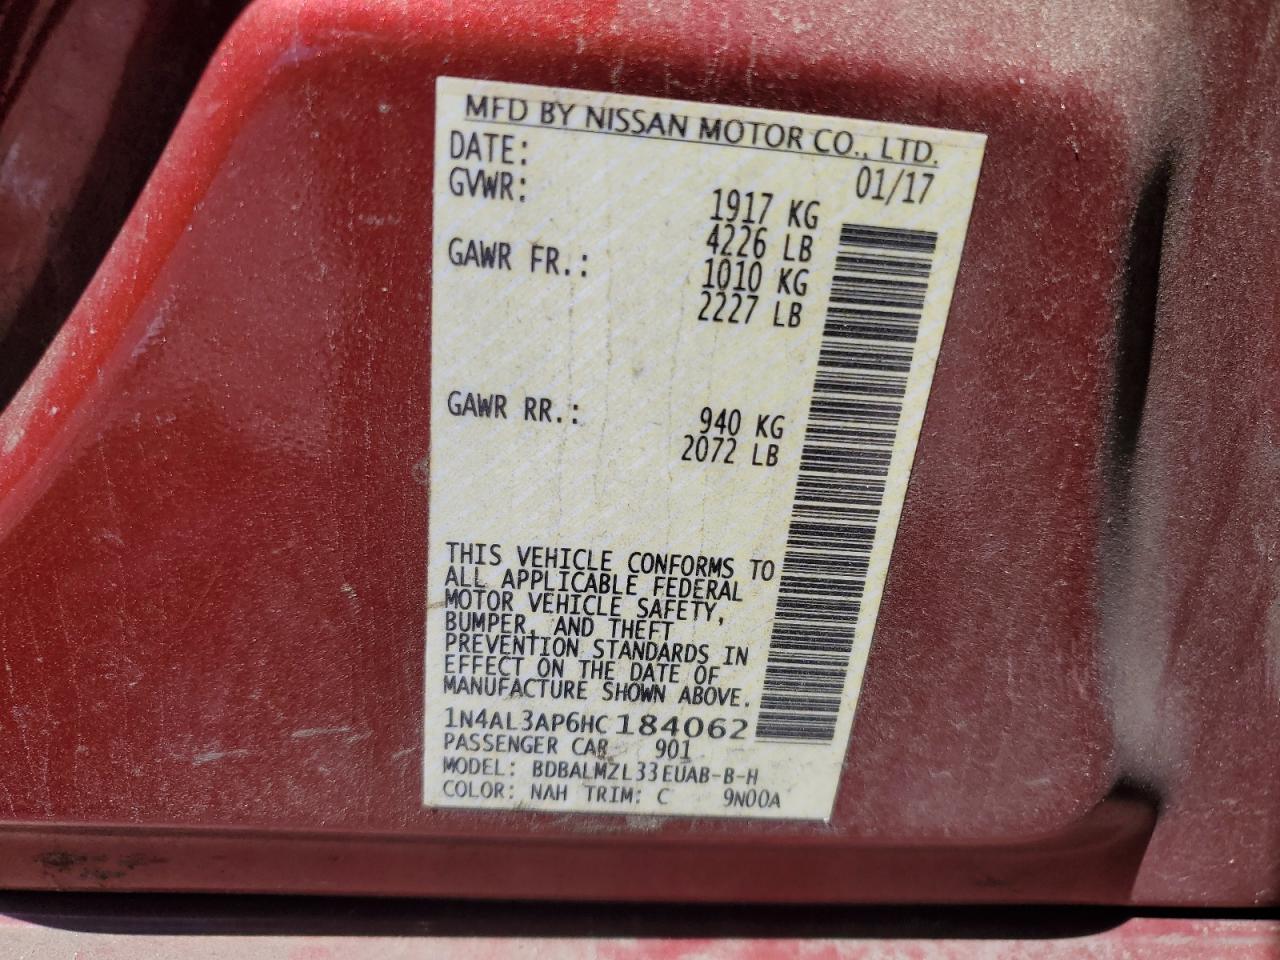 MFD BY NISSAN MOTOR CO., LTD.
DATE: 01/17
GVWR: 1917 KG
4226 LB
GAWR FR.: 1010 KG
2227 LB
GAWR RR.: 940 KG
2072 LB
THIS VEHICLE CONFORMS TO
ALL APPLICABLE FEDERAL
MOTOR VEHICLE SAFETY,
BUMPER, AND THEFT
PREVENTION STANDARDS IN
EFFECT ON THE DATE OF
MANUFACTURE SHOWN ABOVE.
1N4AL3AP6HC184062
PASSENGER CAR 901
MODEL: BDBALMZL33EUAB-B-H
COLOR: NAH TRIM: C 9N00A